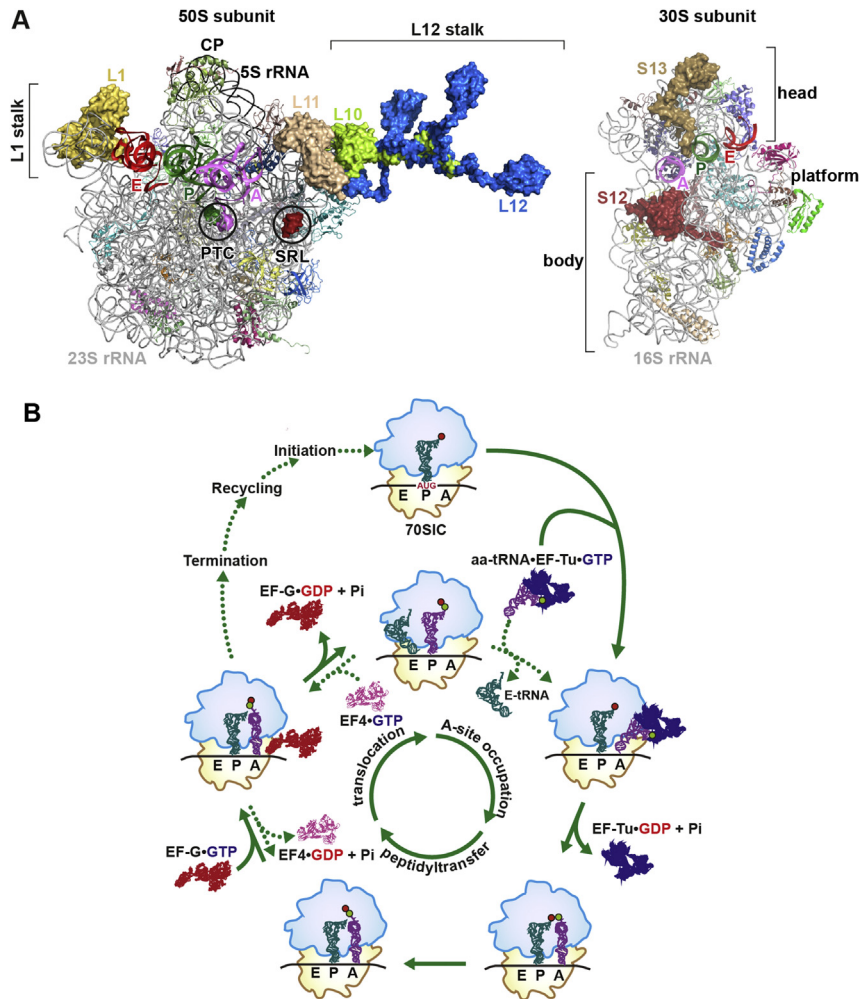 A
50S subunit
L12 stalk
30S subunit
CP
5S rRNA
L1
L11
L10
L1 stalk
E
P
A
L12
PTC
SRL
23S rRNA
S13
head
P
E
A
platform
S12
body
16S rRNA
B
Initiation
AUG
E P A
70SIC
Recycling
Termination
aa-tRNA•EF-Tu•GTP
EF-G•GDP + Pi
E P A
E-tRNA
EF4•GTP
E P A
E P A
translocation
A-site occupation
peptidyltransfer
EF-G•GTP
EF4•GDP + Pi
EF-Tu•GDP + Pi
E P A
E P A